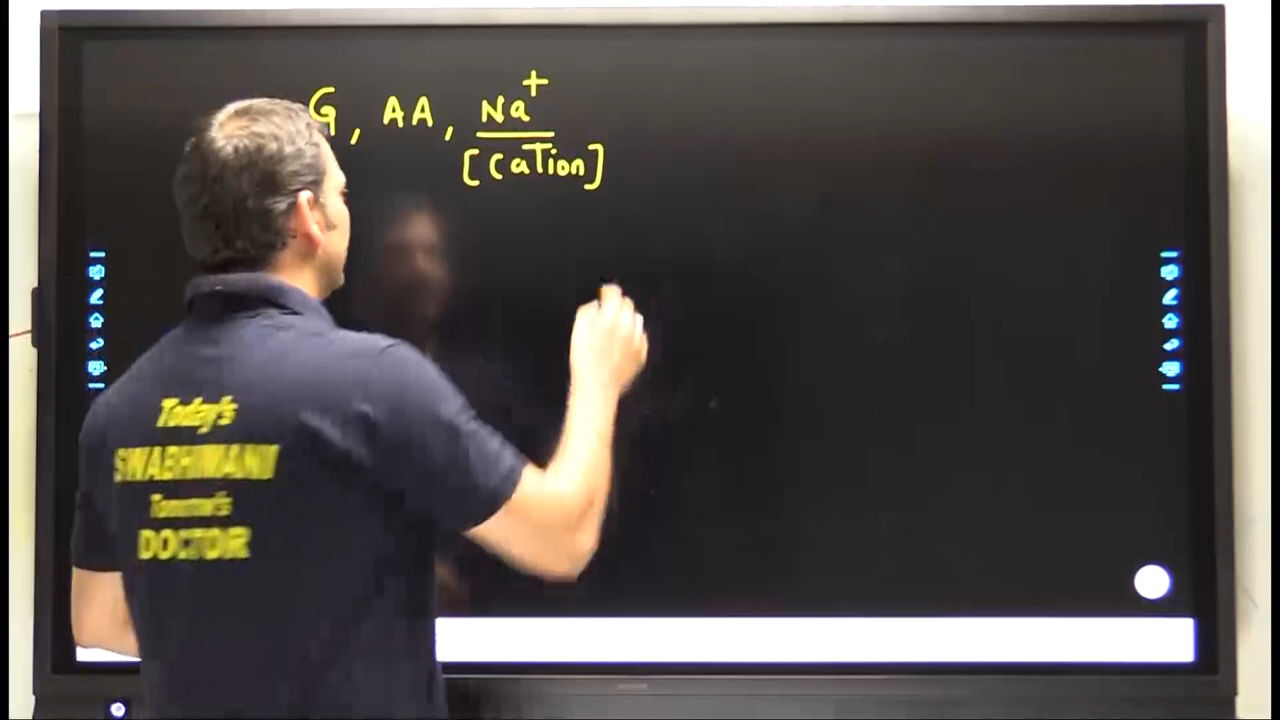 G, AA, Na+
[Cation]
Today's
SWABHIMANI
Tomorrow's
DOCTOR